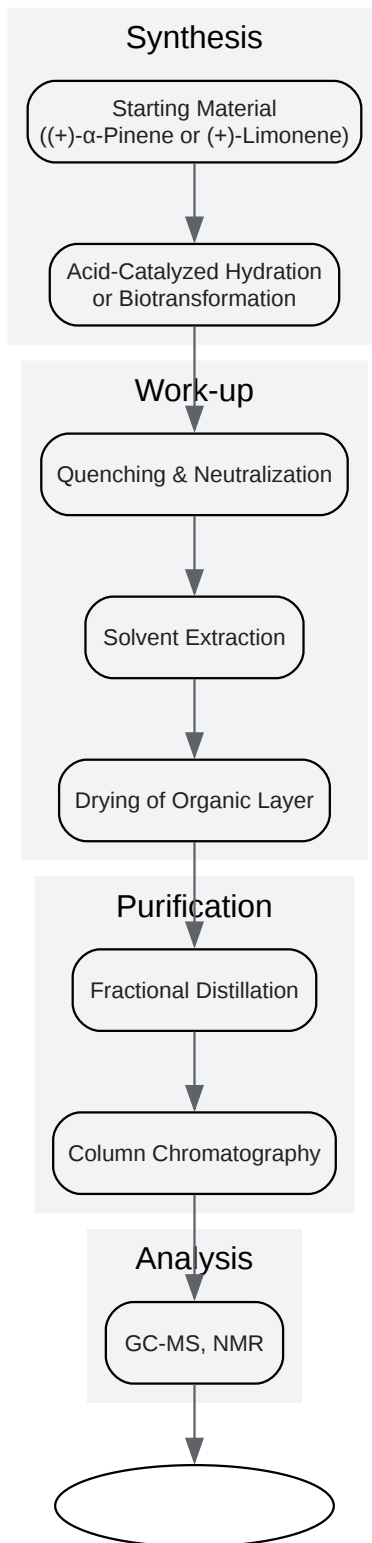 Synthesis
Starting Material
((+)-α-Pinene or (+)-Limonene)
Acid-Catalyzed Hydration
or Biotransformation
Work-up
Quenching & Neutralization
Solvent Extraction
Drying of Organic Layer
Purification
Fractional Distillation
Column Chromatography
Analysis
GC-MS, NMR